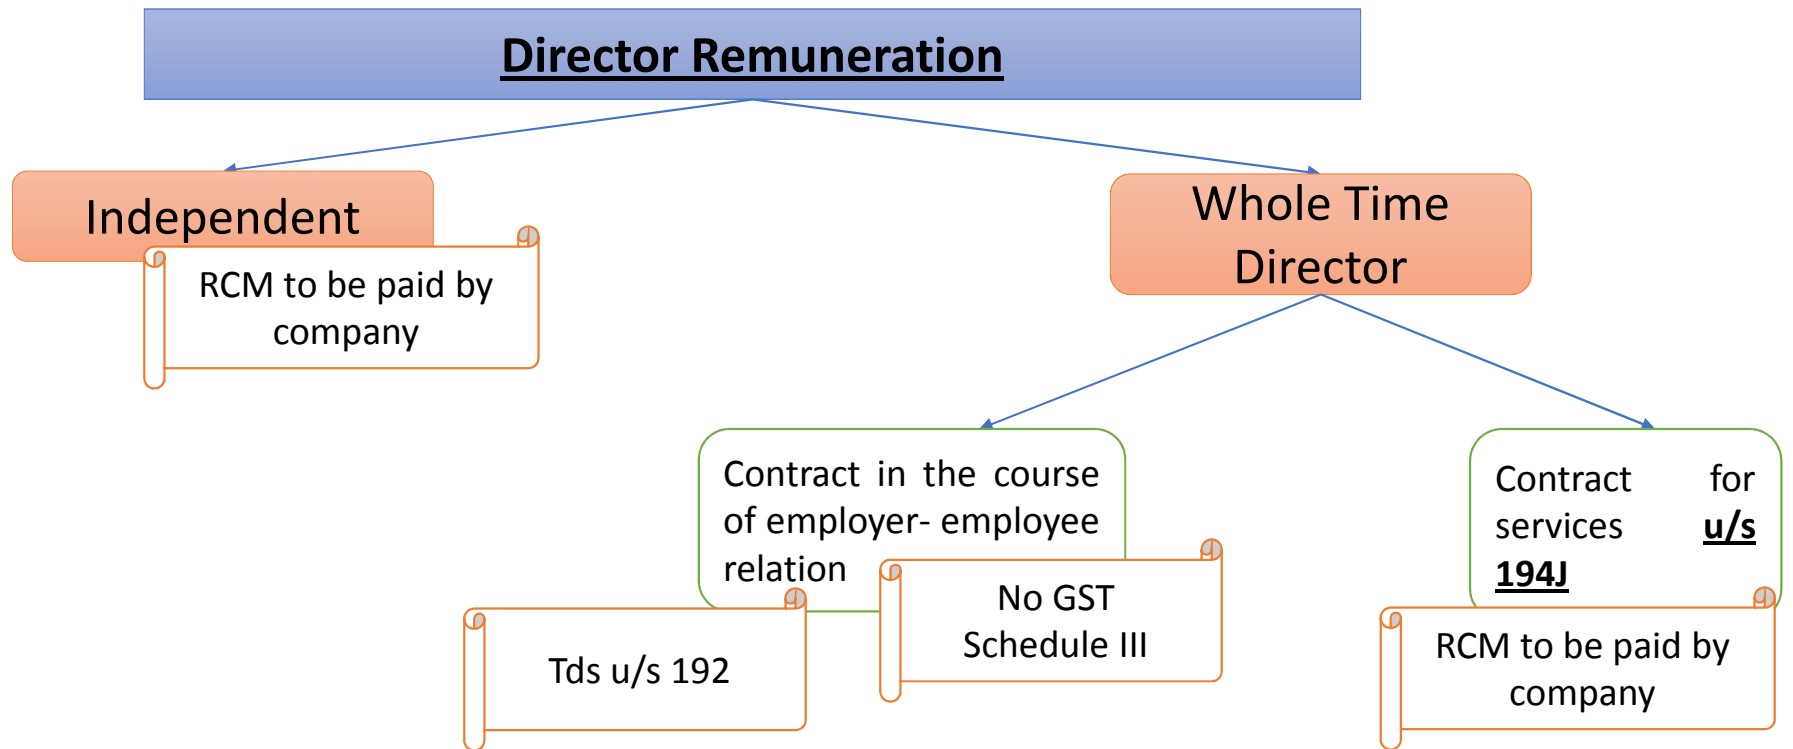 Director Remuneration
Independent
RCM to be paid by
company
Whole Time
Director
Contract in the course
of employer- employee
relation
Tds u/s 192
No GST
Schedule III
Contract for
services u/s
194J
RCM to be paid by
company